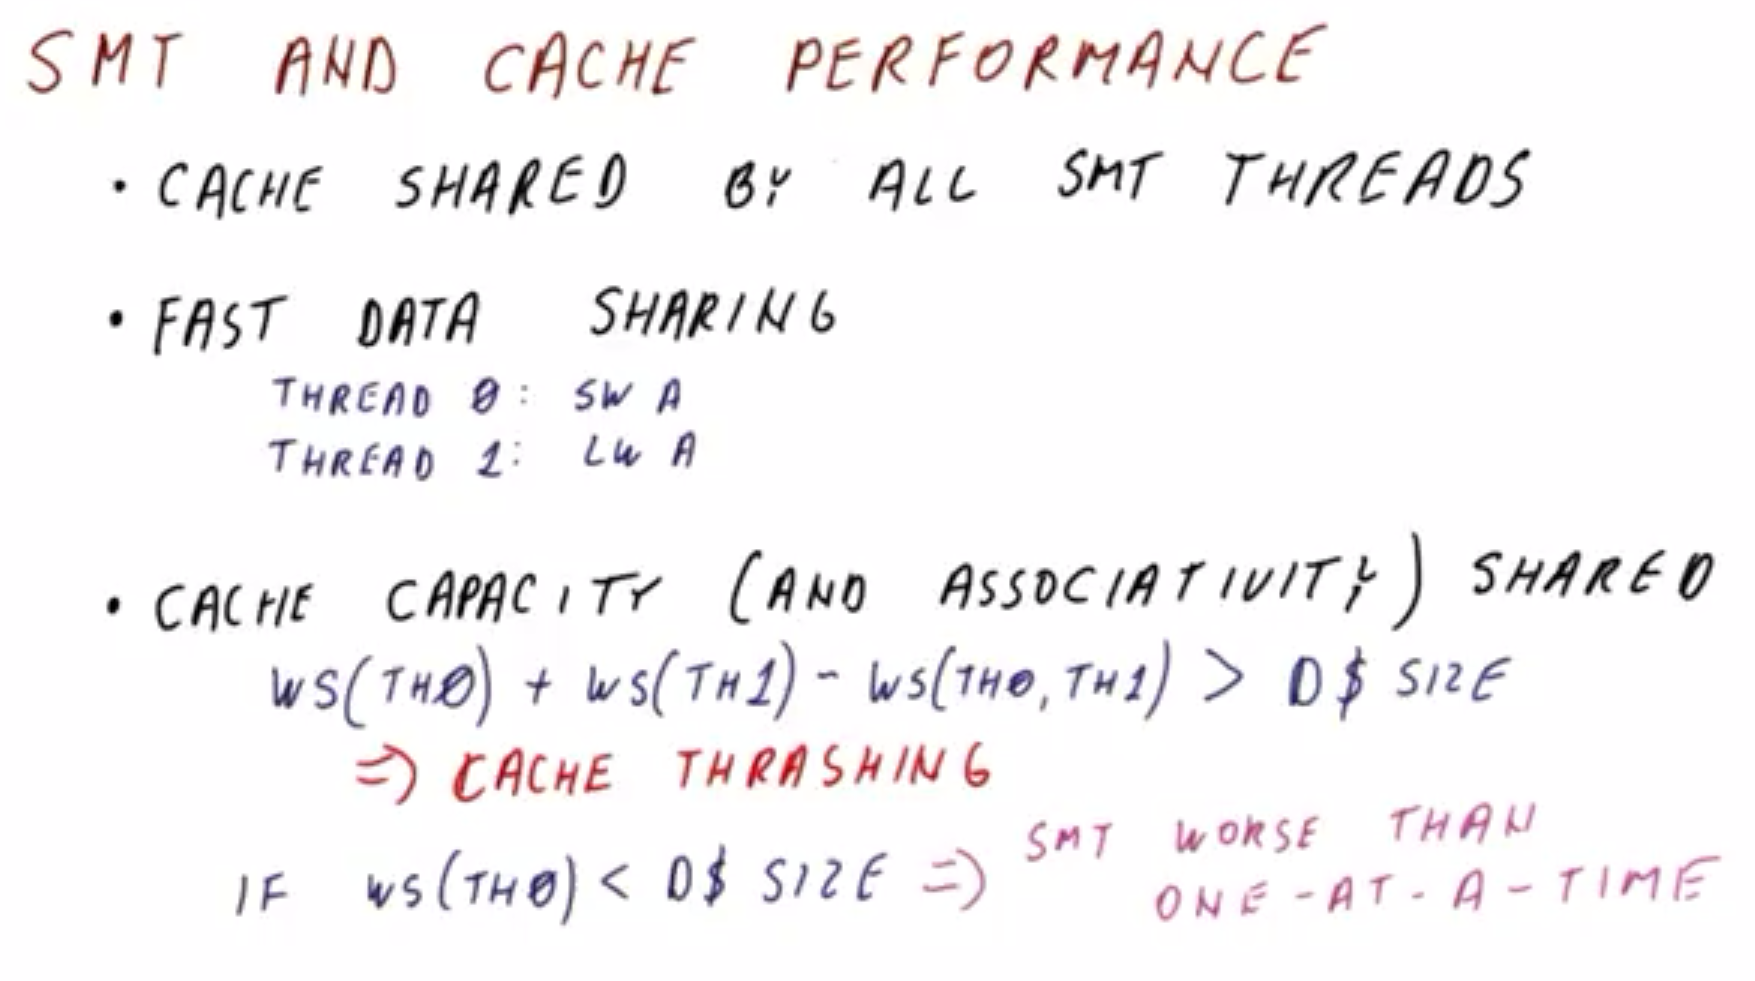 SMT AND CACHE PERFORMANCE
• CACHE SHARED BY ALL SMT THREADS
• FAST DATA SHARING
THREAD 0: SW A
THREAD 1: LW A
• CACHE CAPACITY (AND ASSOCIATIVITY) SHARED
WS(TH0) + WS(TH1) - WS(TH0, TH1) > D$ SIZE
=> CACHE THRASHING
IF WS(TH0) < D$ SIZE => SMT WORSE THAN
ONE-AT-A-TIME